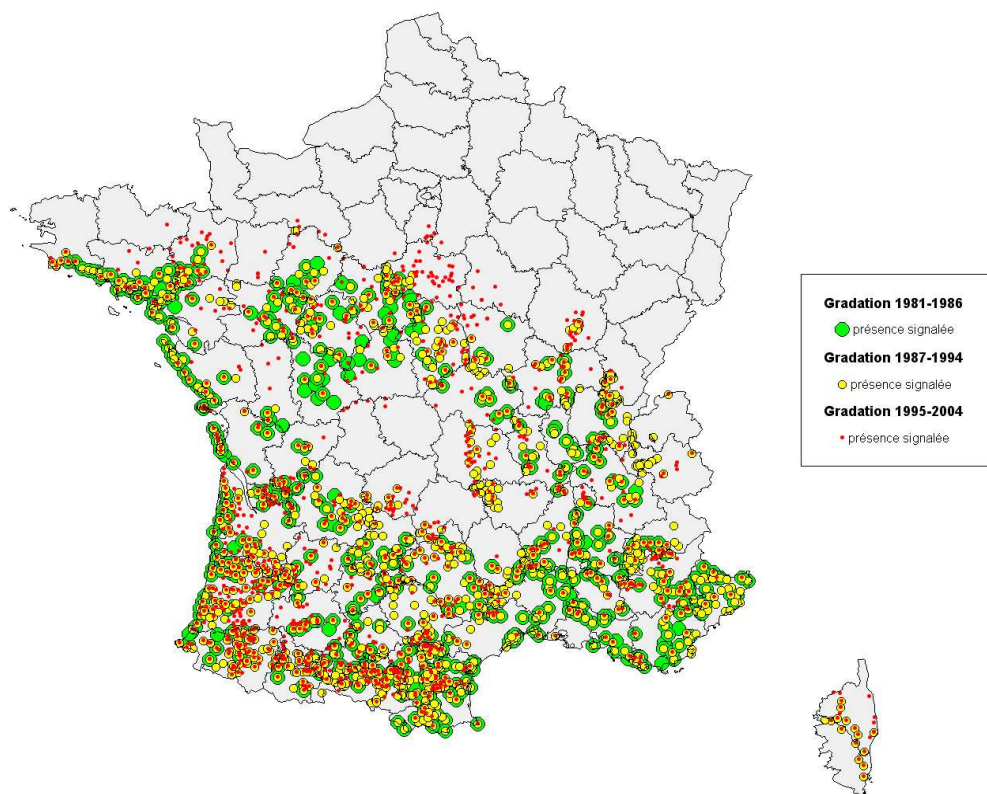 Gradation 1981-1986
présence signalée
Gradation 1987-1994
présence signalée
Gradation 1995-2004
présence signalée